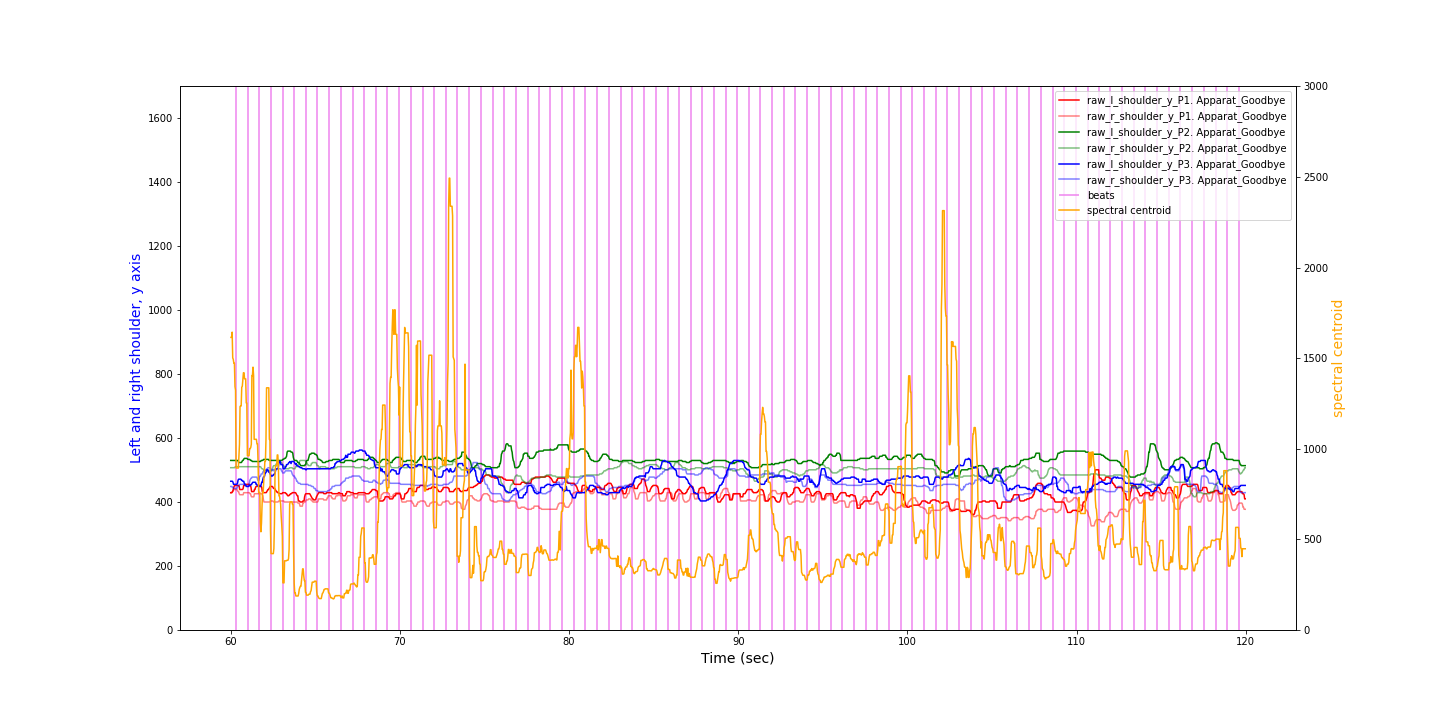 1600
1400
1200
1000
800
600
400
200
0
Left and right shoulder, y axis
60
70
80
90
100
110
120
Time (sec)
3000
2500
2000
1500
1000
500
0
spectral centroid
raw_l_shoulder_y_P1. Apparat_Goodbye
raw_r_shoulder_y_P1. Apparat_Goodbye
raw_l_shoulder_y_P2. Apparat_Goodbye
raw_r_shoulder_y_P2. Apparat_Goodbye
raw_l_shoulder_y_P3. Apparat_Goodbye
raw_r_shoulder_y_P3. Apparat_Goodbye
beats
spectral centroid